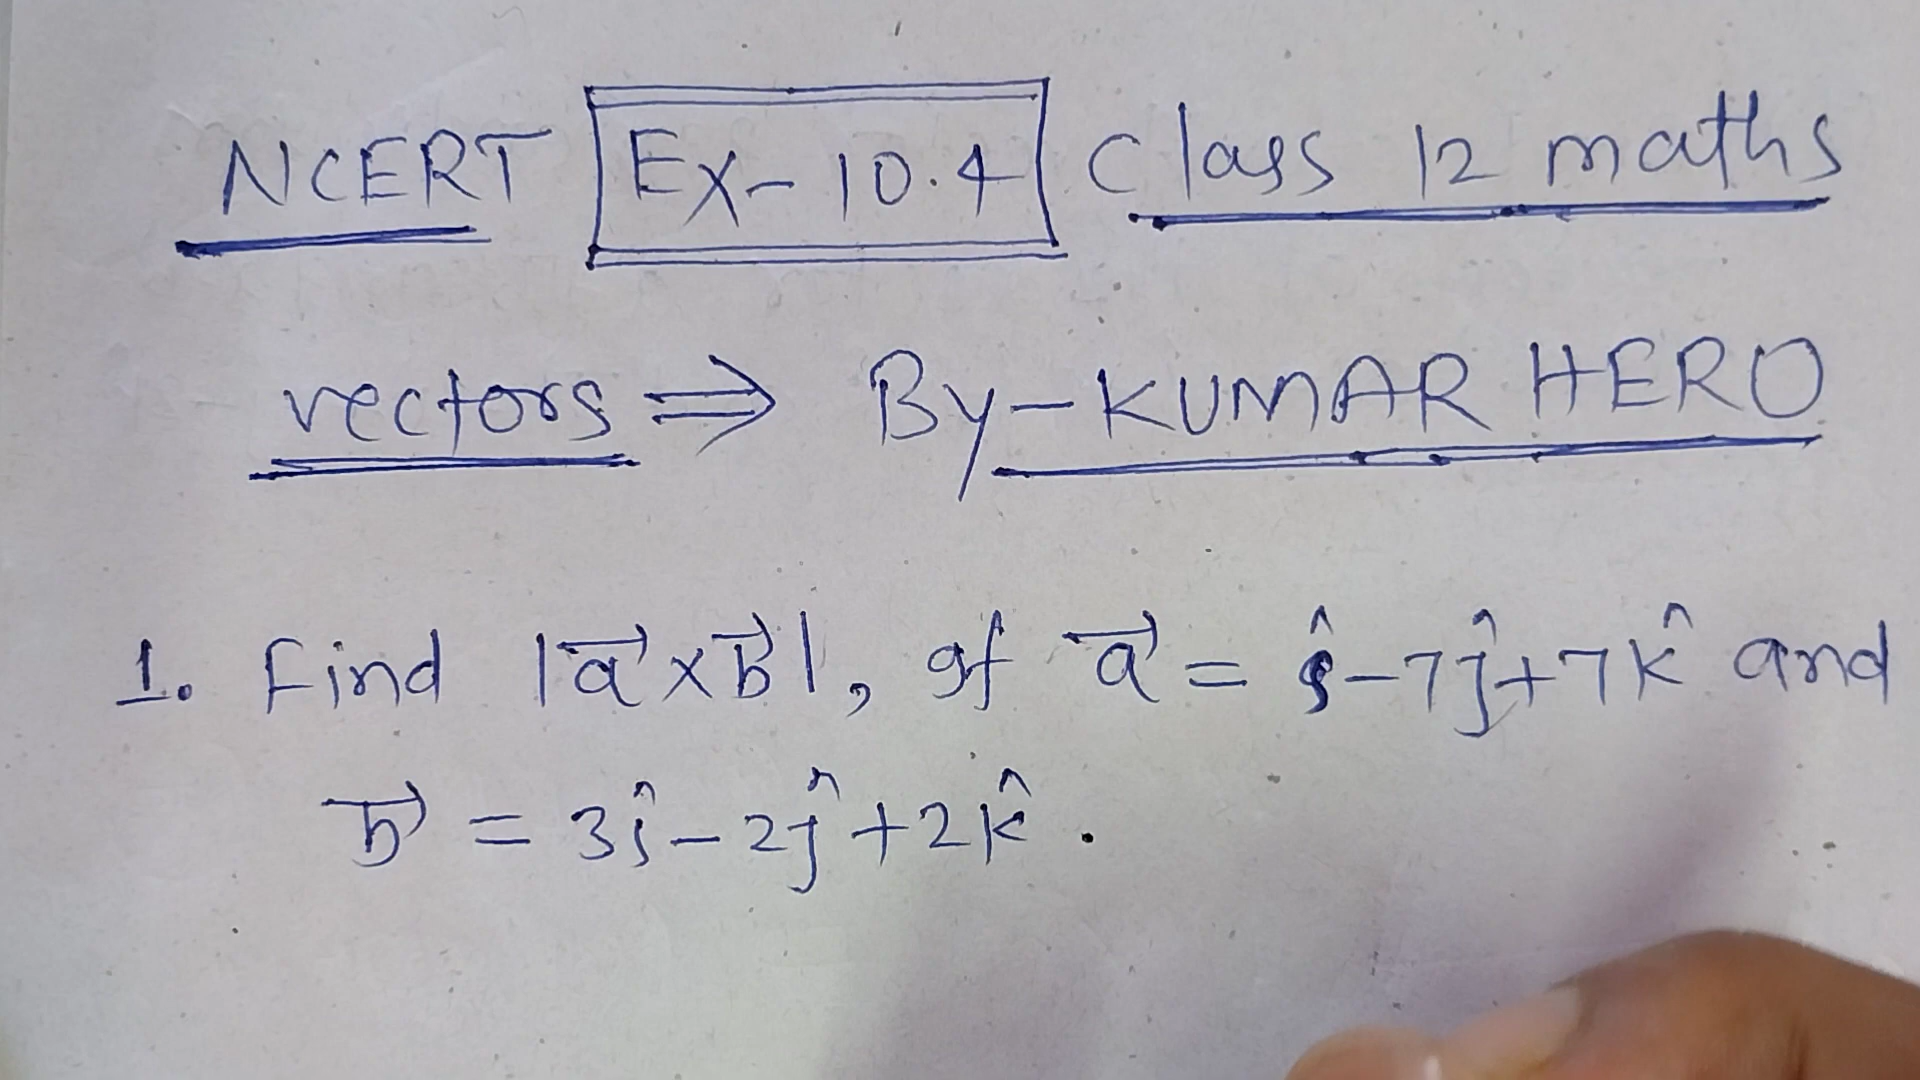 NCERT Ex-10.4 Class 12 maths
vectors ⇒ By-KUMAR HERO
1. Find |a⃗×b⃗|, If a⃗ = î-7ĵ+7k̂ and
b⃗ = 3î-2ĵ+2k̂.